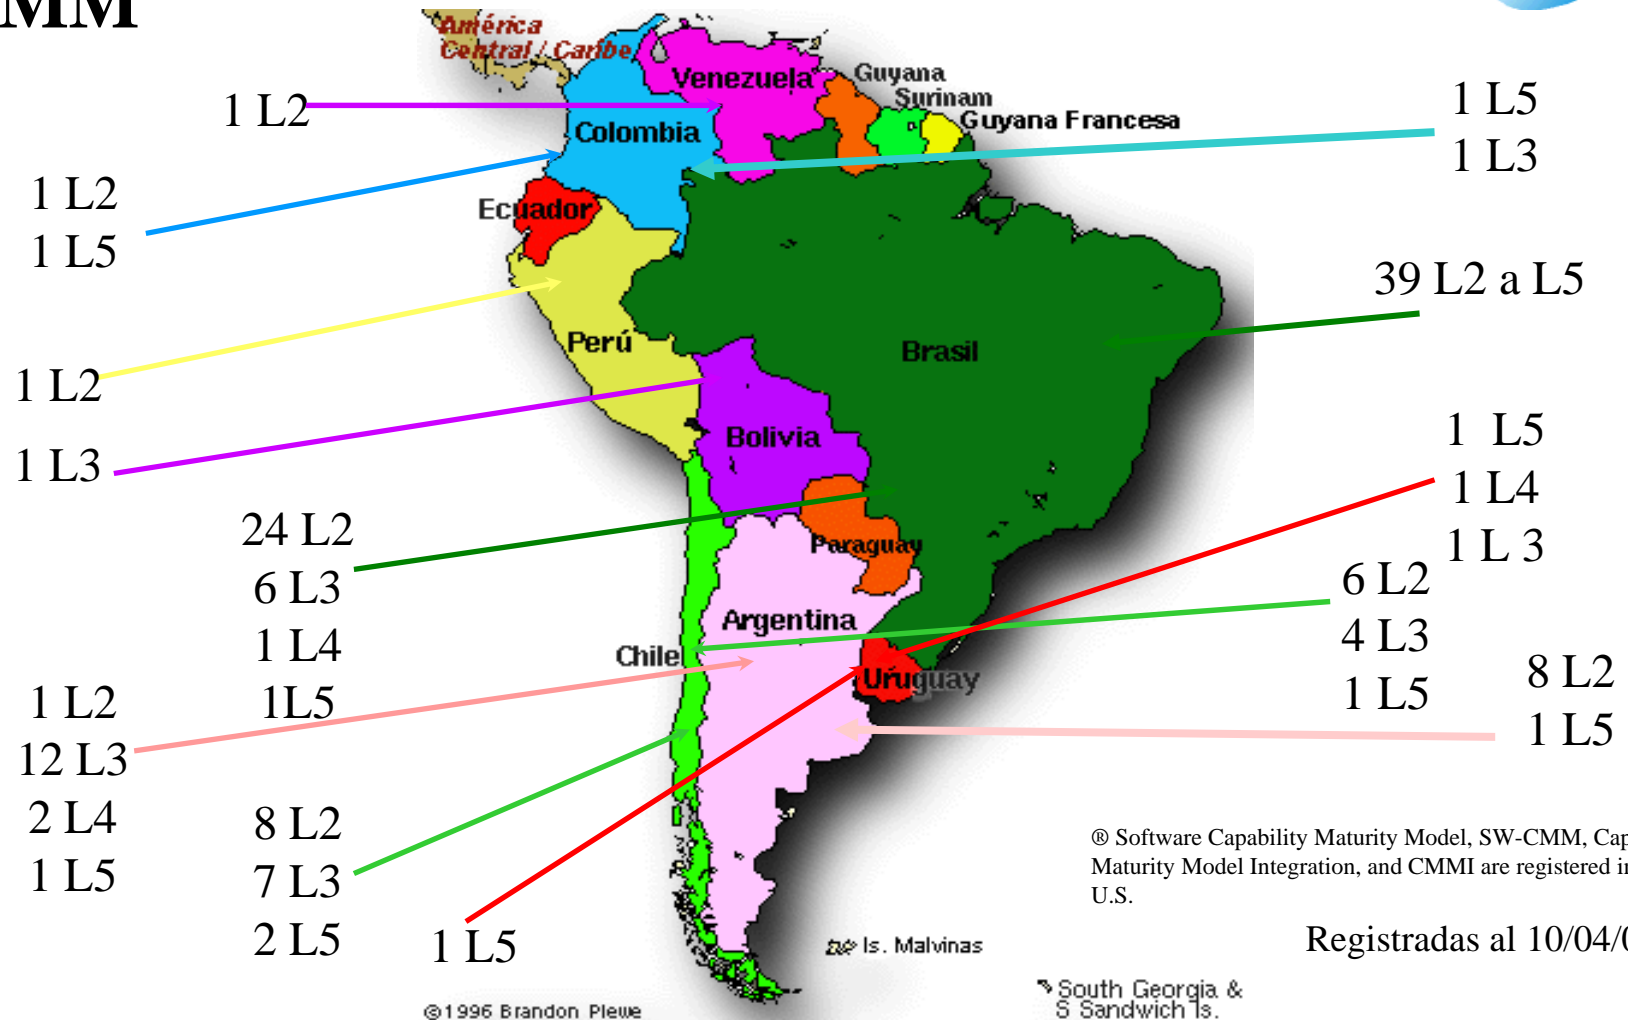 América
Central / Caribe
Venezuela
Guyana
Surinam
Guyana Francesa
Colombia
Ecuador
Perú
Brasil
Bolivia
Paraguay
Argentina
Chile
Uruguay
Is. Malvinas
South Georgia &
S Sandwich Is.
©1996 Brandon Plewe
1 L2
1 L2
1 L5
1 L2
1 L3
24 L2
6 L3
1 L4
1L5
1 L2
12 L3
2 L4
1 L5
8 L2
7 L3
2 L5
1 L5
1 L5
1 L3
39 L2 a L5
1 L5
1 L4
1 L 3
6 L2
4 L3
1 L5
8 L2
1 L5
® Software Capability Maturity Model, SW-CMM,
Maturity Model Integration, and CMMI are registered
U.S.
Registradas al